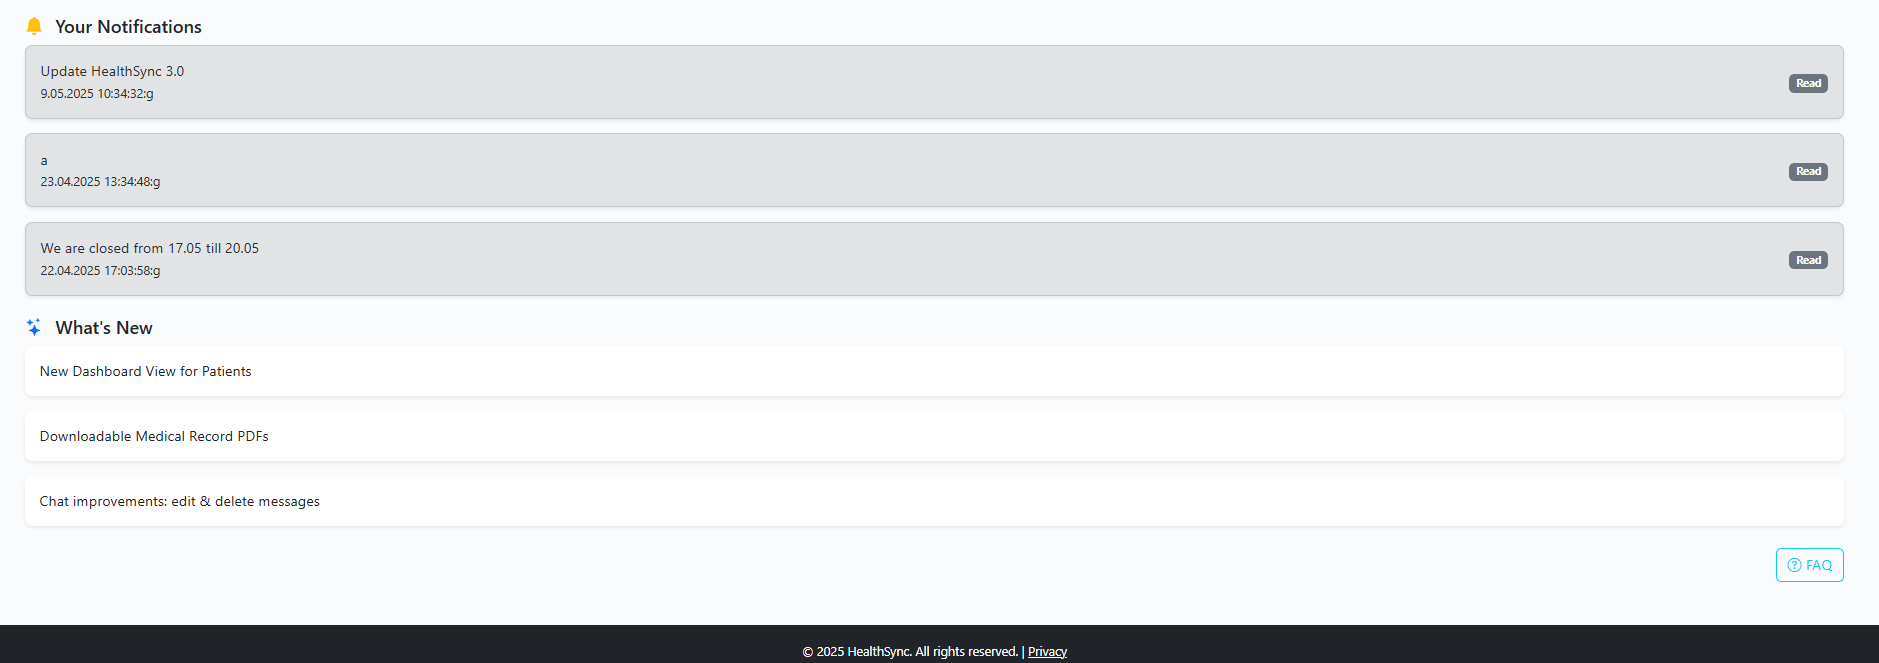 Your Notifications
Update HealthSync 3.0
9.05.2025 10:34:32:g
Read
a
23.04.2025 13:34:48:g
Read
We are closed from 17.05 till 20.05
22.04.2025 17:03:58:g
Read
What's New
New Dashboard View for Patients
Downloadable Medical Record PDFs
Chat improvements: edit & delete messages
FAQ
© 2025 HealthSync. All rights reserved. | Privacy